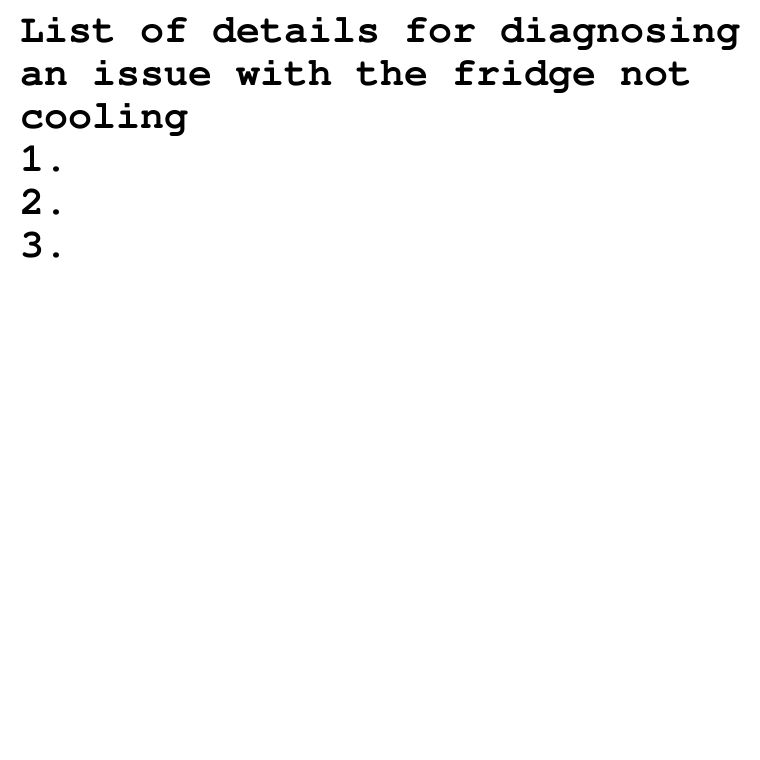 List of details for diagnosing
an issue with the fridge not
cooling
1.
2.
3.